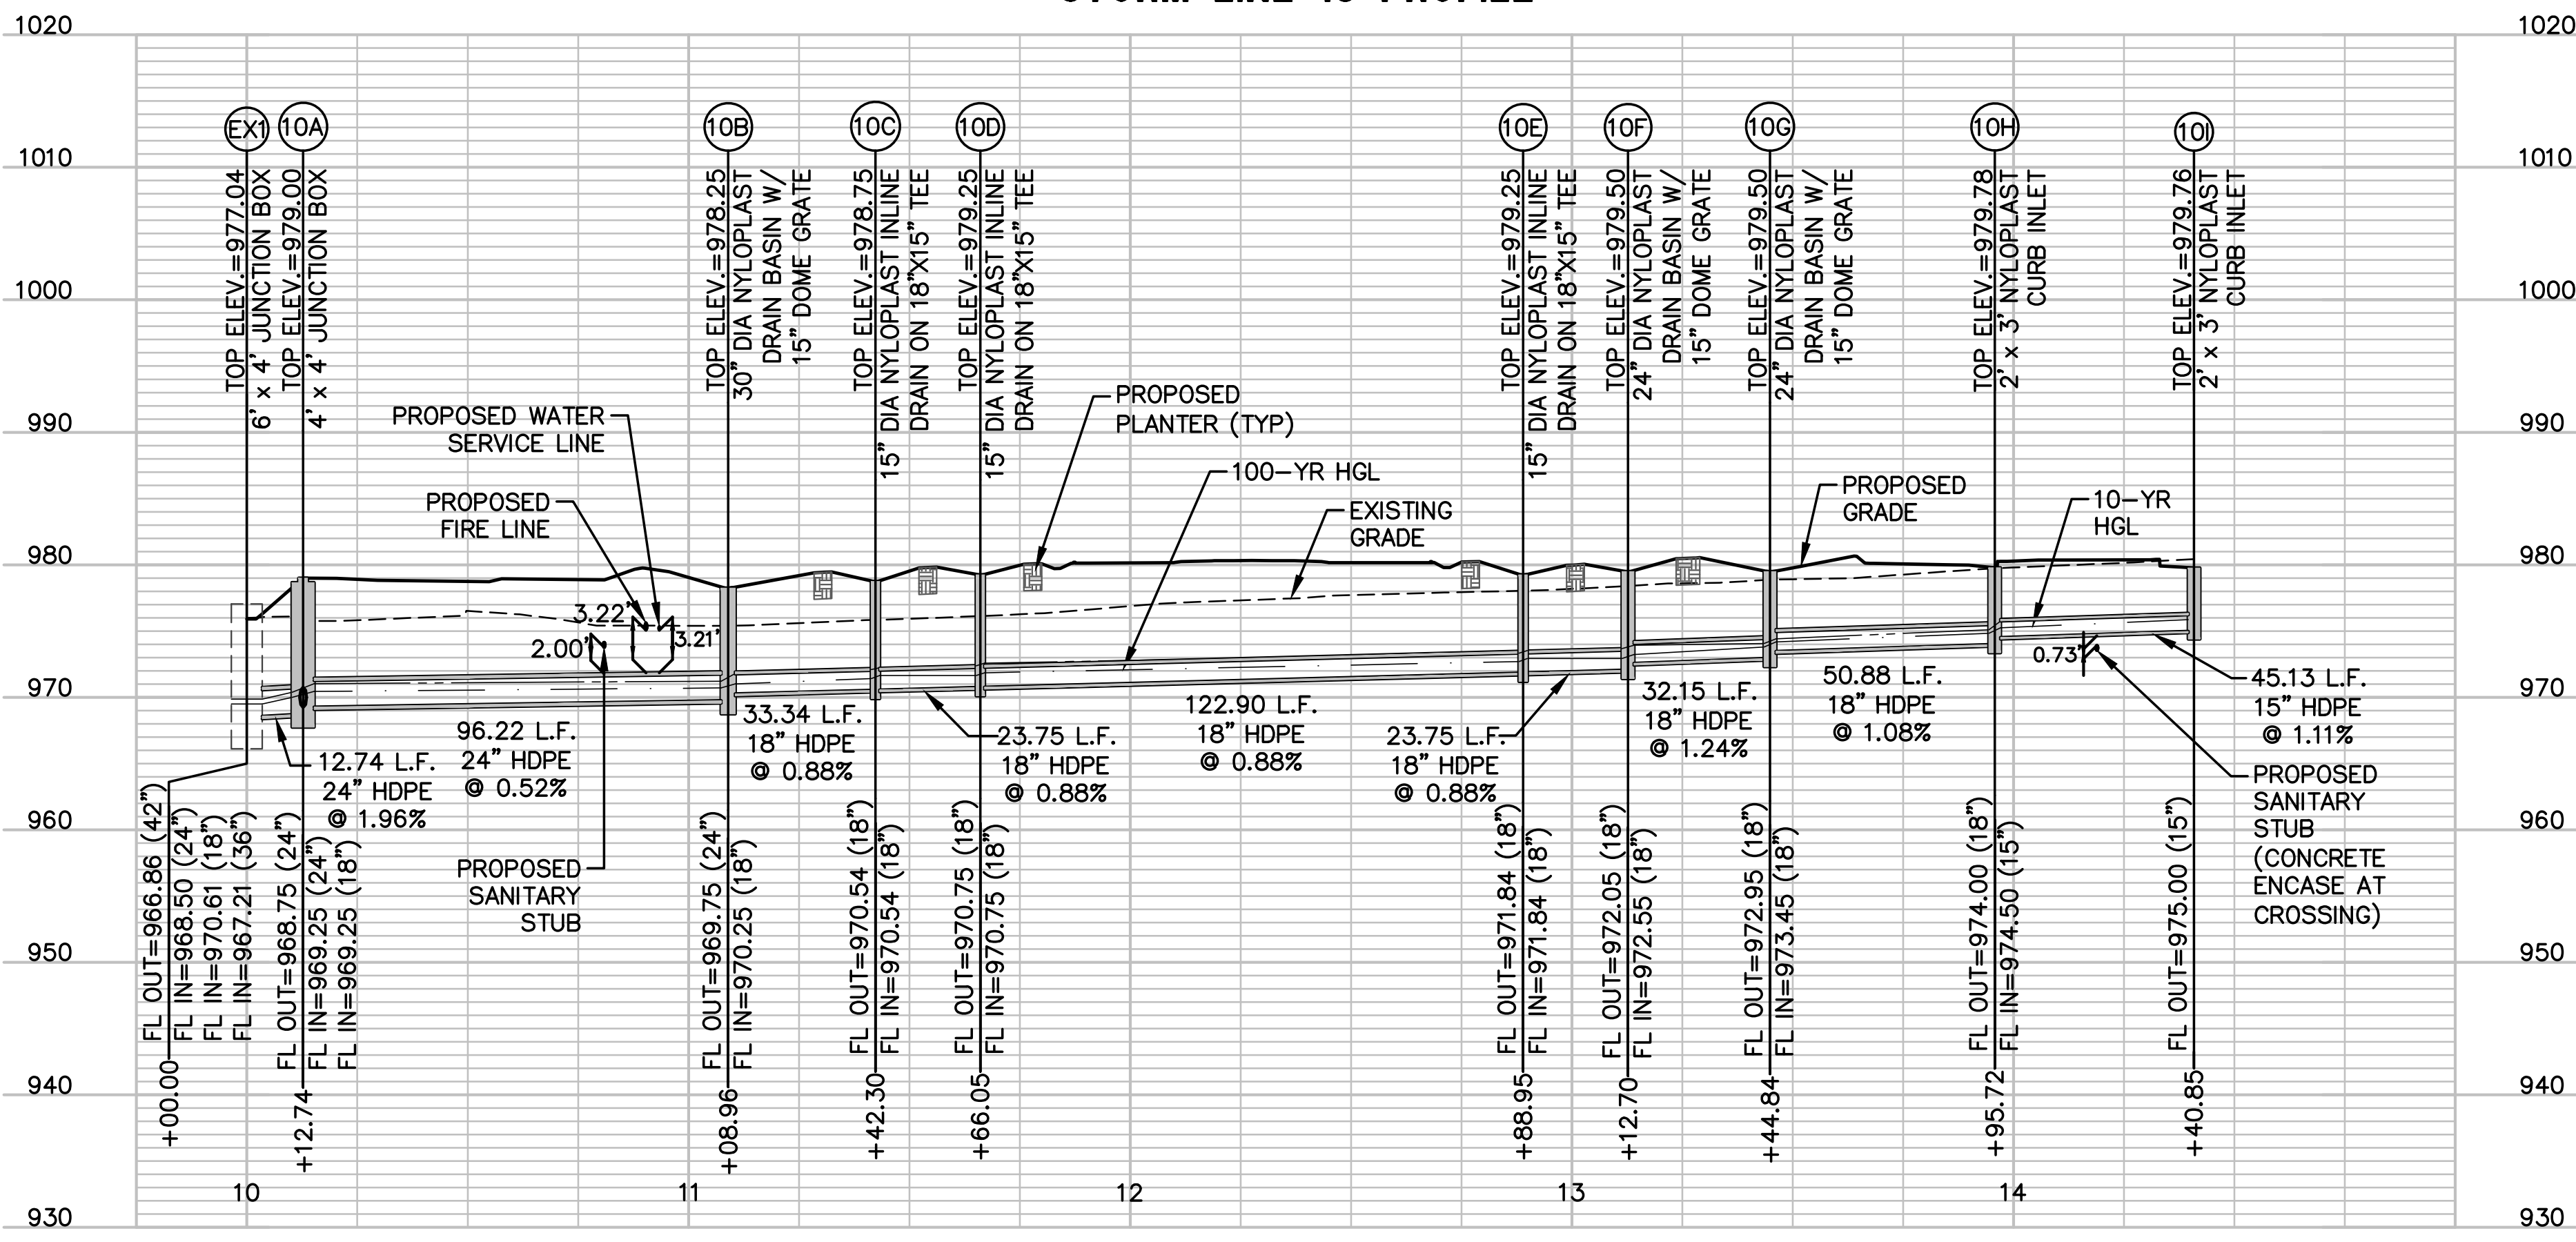 1020
1010
1000
990
980
970
960
950
940
930
1020
1010
1000
990
980
970
960
950
940
930
EX1
TOP ELEV.=977.04
6' x 4' JUNCTION BOX
10A
TOP ELEV.=979.00
4' x 4' JUNCTION BOX
10B
TOP ELEV.=978.25
30" DIA NYLOPLAST
DRAIN BASIN W/
15" DOME GRATE
10C
TOP ELEV.=978.75
15" DIA NYLOPLAST INLINE
DRAIN ON 18"X15" TEE
10D
TOP ELEV.=979.25
15" DIA NYLOPLAST INLINE
DRAIN ON 18"X15" TEE
10E
TOP ELEV.=979.25
15" DIA NYLOPLAST INLINE
DRAIN ON 18"X15" TEE
10F
TOP ELEV.=979.50
24" DIA NYLOPLAST
DRAIN BASIN W/
15" DOME GRATE
10G
TOP ELEV.=979.50
24" DIA NYLOPLAST
DRAIN BASIN W/
15" DOME GRATE
10H
TOP ELEV.=979.78
2' x 3' NYLOPLAST
CURB INLET
10I
TOP ELEV.=979.76
2' x 3' NYLOPLAST
CURB INLET
PROPOSED WATER
SERVICE LINE
PROPOSED
FIRE LINE
PROPOSED
PLANTER (TYP)
100-YR HGL
EXISTING
GRADE
PROPOSED
GRADE
10-YR
HGL
3.22'
2.00'
3.21'
0.73'
12.74 L.F.
24" HDPE
@ 1.96%
96.22 L.F.
24" HDPE
@ 0.52%
33.34 L.F.
18" HDPE
@ 0.88%
23.75 L.F.
18" HDPE
@ 0.88%
122.90 L.F.
18" HDPE
@ 0.88%
23.75 L.F.
18" HDPE
@ 0.88%
32.15 L.F.
18" HDPE
@ 1.24%
50.88 L.F.
18" HDPE
@ 1.08%
45.13 L.F.
15" HDPE
@ 1.11%
PROPOSED
SANITARY
STUB
PROPOSED
SANITARY
STUB
(CONCRETE
ENCASE AT
CROSSING)
FL OUT=966.86 (42")
FL IN=968.50 (24")
FL IN=970.61 (18")
FL IN=967.21 (36")
FL OUT=968.75 (24")
FL IN=969.25 (24")
FL IN=969.25 (18")
FL OUT=969.75 (24")
FL IN=970.25 (18")
FL OUT=970.54 (18")
FL IN=970.54 (18")
FL OUT=970.75 (18")
FL IN=970.75 (18")
FL OUT=971.84 (18")
FL IN=971.84 (18")
FL OUT=972.05 (18")
FL IN=972.55 (18")
FL OUT=972.95 (18")
FL IN=973.45 (18")
FL OUT=974.00 (18")
FL IN=974.50 (15")
FL OUT=975.00 (15")
+00.00
+12.74
+08.96
+42.30
+66.05
+88.95
+12.70
+44.84
+95.72
+40.85
10
11
12
13
14